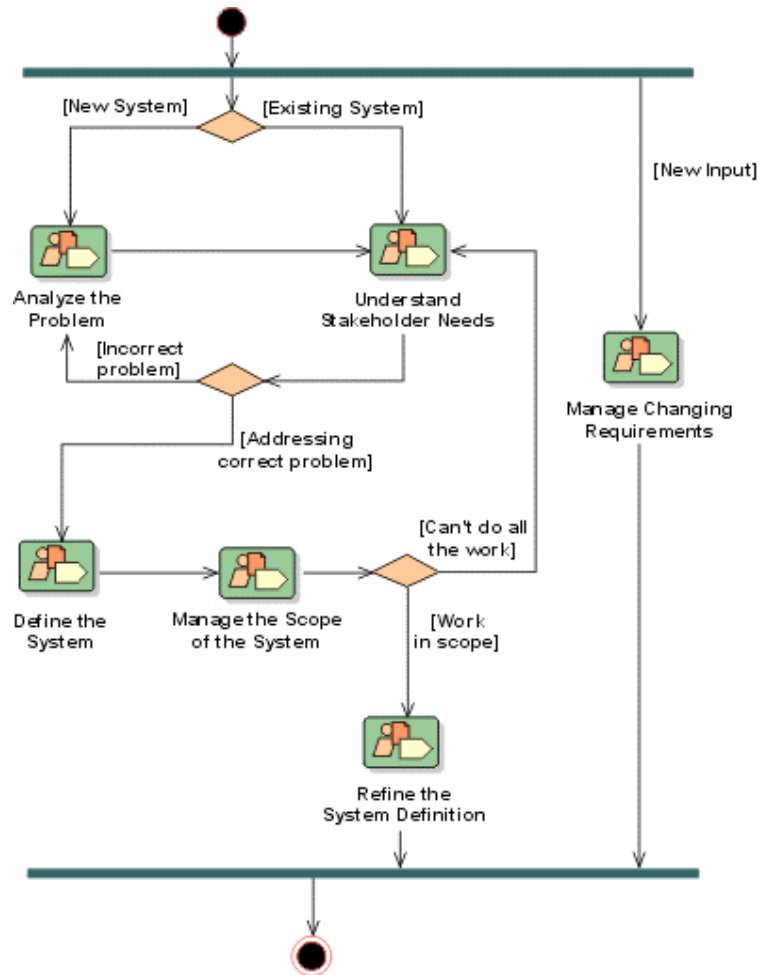 [New System]
[Existing System]
[New Input]
Analyze the
Problem
Understand
Stakeholder Needs
[Incorrect
problem]
Manage Changing
Requirements
[Addressing
correct problem]
[Can't do all
the work]
Define the
System
Manage the Scope
of the System
[Work
in scope]
Refine the
System Definition